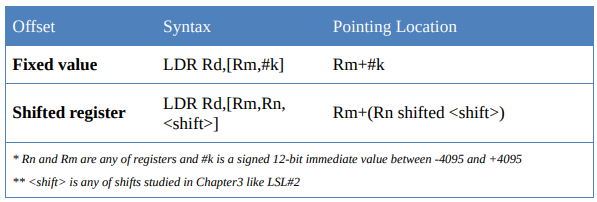 Offset Syntax Pointing Location
Fixed value LDR Rd,[Rm,#k] Rm+#k
Shifted register LDR Rd,[Rm,Rn,<shift>] Rm+(Rn shifted <shift>)
* Rn and Rm are any of registers and #k is a signed 12-bit immediate value between -4095 and +4095
** <shift> is any of shifts studied in Chapter3 like LSL#2